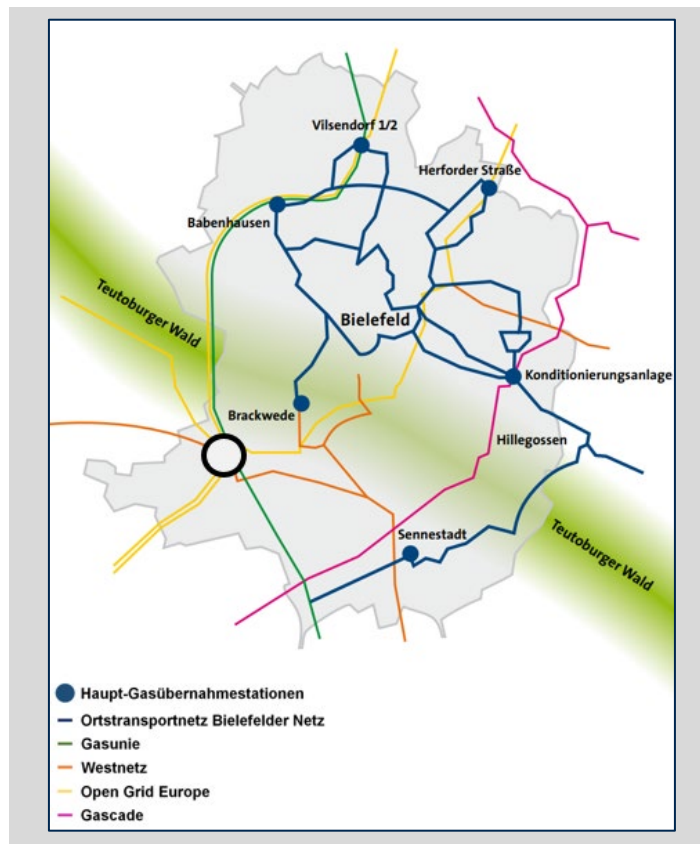 Vilsendorf 1/2
Herforder Straße
Babenhausen
Teutoburger Wald
Bielefeld
Konditionierungsanlage
Brackwede
Hillegossen
Sennestadt
Teutoburger Wald
Haupt-Gasübernahmestationen
Ortstransportnetz Bielefelder Netz
Gasunie
Westnetz
Open Grid Europe
Gascade